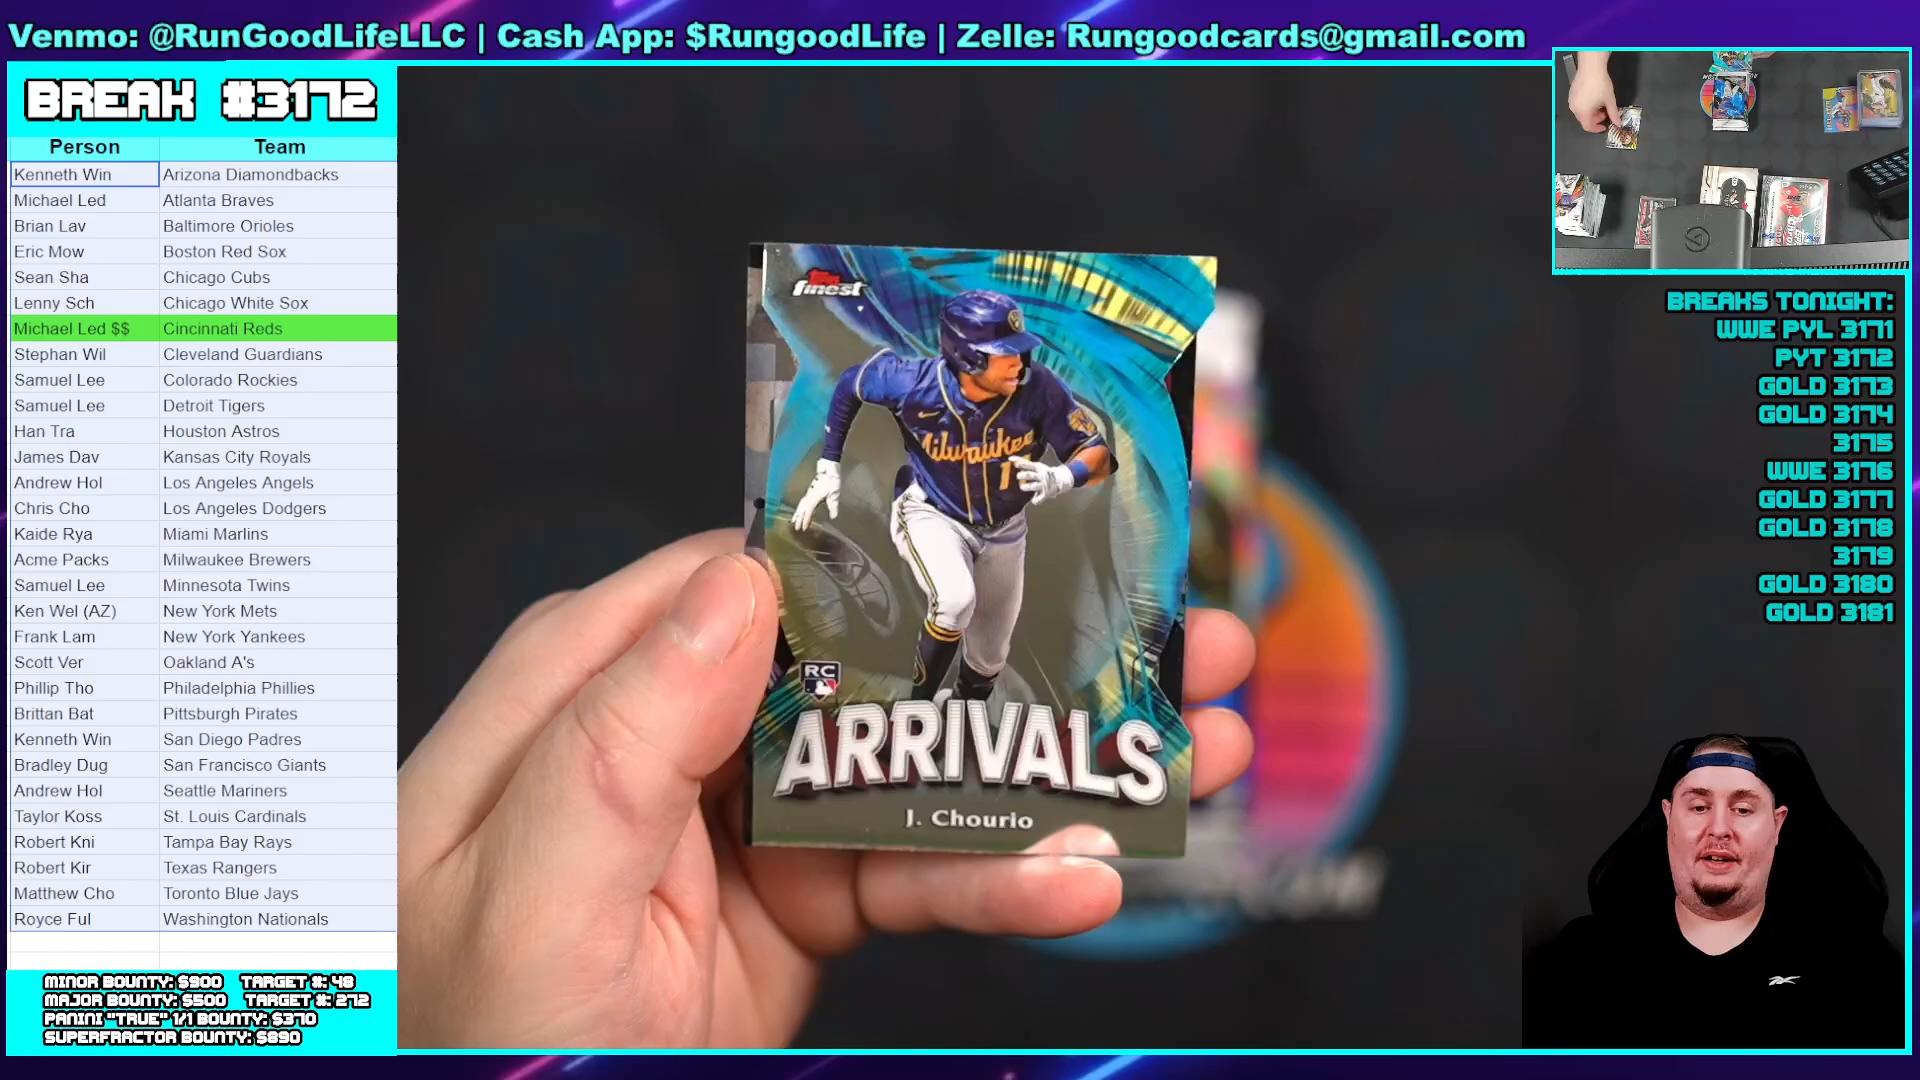 Venmo: @RunGoodLifeLLC | Cash App: $RungoodLife | Zelle: Rungoodcards@gmail.com
BREAK #3172
Person Team
Kenneth Win Arizona Diamondbacks
Michael Led Atlanta Braves
Brian Lav Baltimore Orioles
Eric Mow Boston Red Sox
Sean Sha Chicago Cubs
Lenny Sch Chicago White Sox
Michael Led $$ Cincinnati Reds
Stephan Wil Cleveland Guardians
Samuel Lee Colorado Rockies
Samuel Lee Detroit Tigers
Han Tra Houston Astros
James Dav Kansas City Royals
Andrew Hol Los Angeles Angels
Chris Cho Los Angeles Dodgers
Kaide Rya Miami Marlins
Acme Packs Milwaukee Brewers
Samuel Lee Minnesota Twins
Ken Wel (AZ) New York Mets
Frank Lam New York Yankees
Scott Ver Oakland A's
Phillip Tho Philadelphia Phillies
Brittan Bat Pittsburgh Pirates
Kenneth Win San Diego Padres
Bradley Dug San Francisco Giants
Andrew Hol Seattle Mariners
Taylor Koss St. Louis Cardinals
Robert Kni Tampa Bay Rays
Robert Kir Texas Rangers
Matthew Cho Toronto Blue Jays
Royce Ful Washington Nationals
MINOR BOUNTY: $900 TARGET #: 48
MAJOR BOUNTY: $500 TARGET #: 272
PANINI "TRUE" 1/1 BOUNTY: $370
SUPERFRACTOR BOUNTY: $890
Topps
finest
Milwaukee
RC
ARRIVALS
J. Chourio
BREAKS TONIGHT:
WWE PYL 3171
PYT 3172
GOLD 3173
GOLD 3174
3175
WWE 3176
GOLD 3177
GOLD 3178
3179
GOLD 3180
GOLD 3181